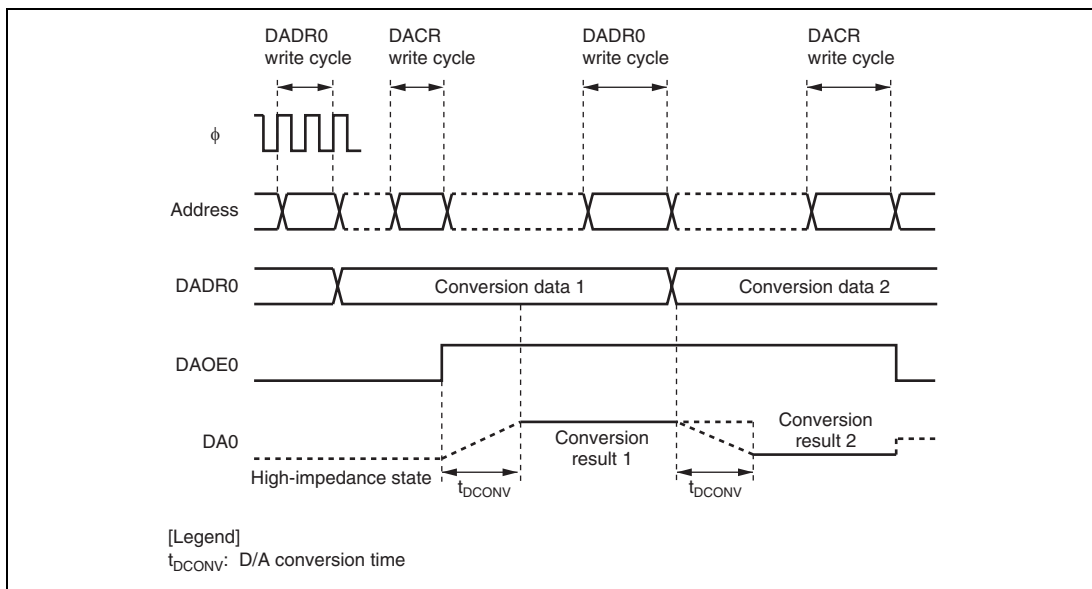 DADR0
write cycle
DACR
write cycle
DADR0
write cycle
DACR
write cycle
ϕ
Address
DADR0
Conversion data 1
Conversion data 2
DAOE0
DA0
Conversion
result 1
Conversion
result 2
High-impedance state
tDCONV
tDCONV
[Legend]
tDCONV: D/A conversion time